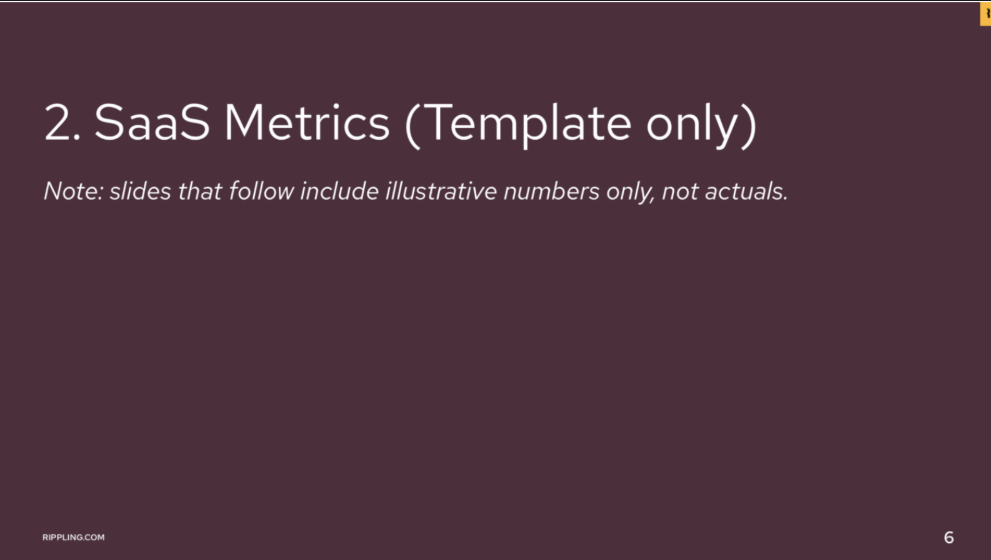 2. SaaS Metrics (Template only)
Note: slides that follow include illustrative numbers only, not actuals.
RIPPLING.COM
6